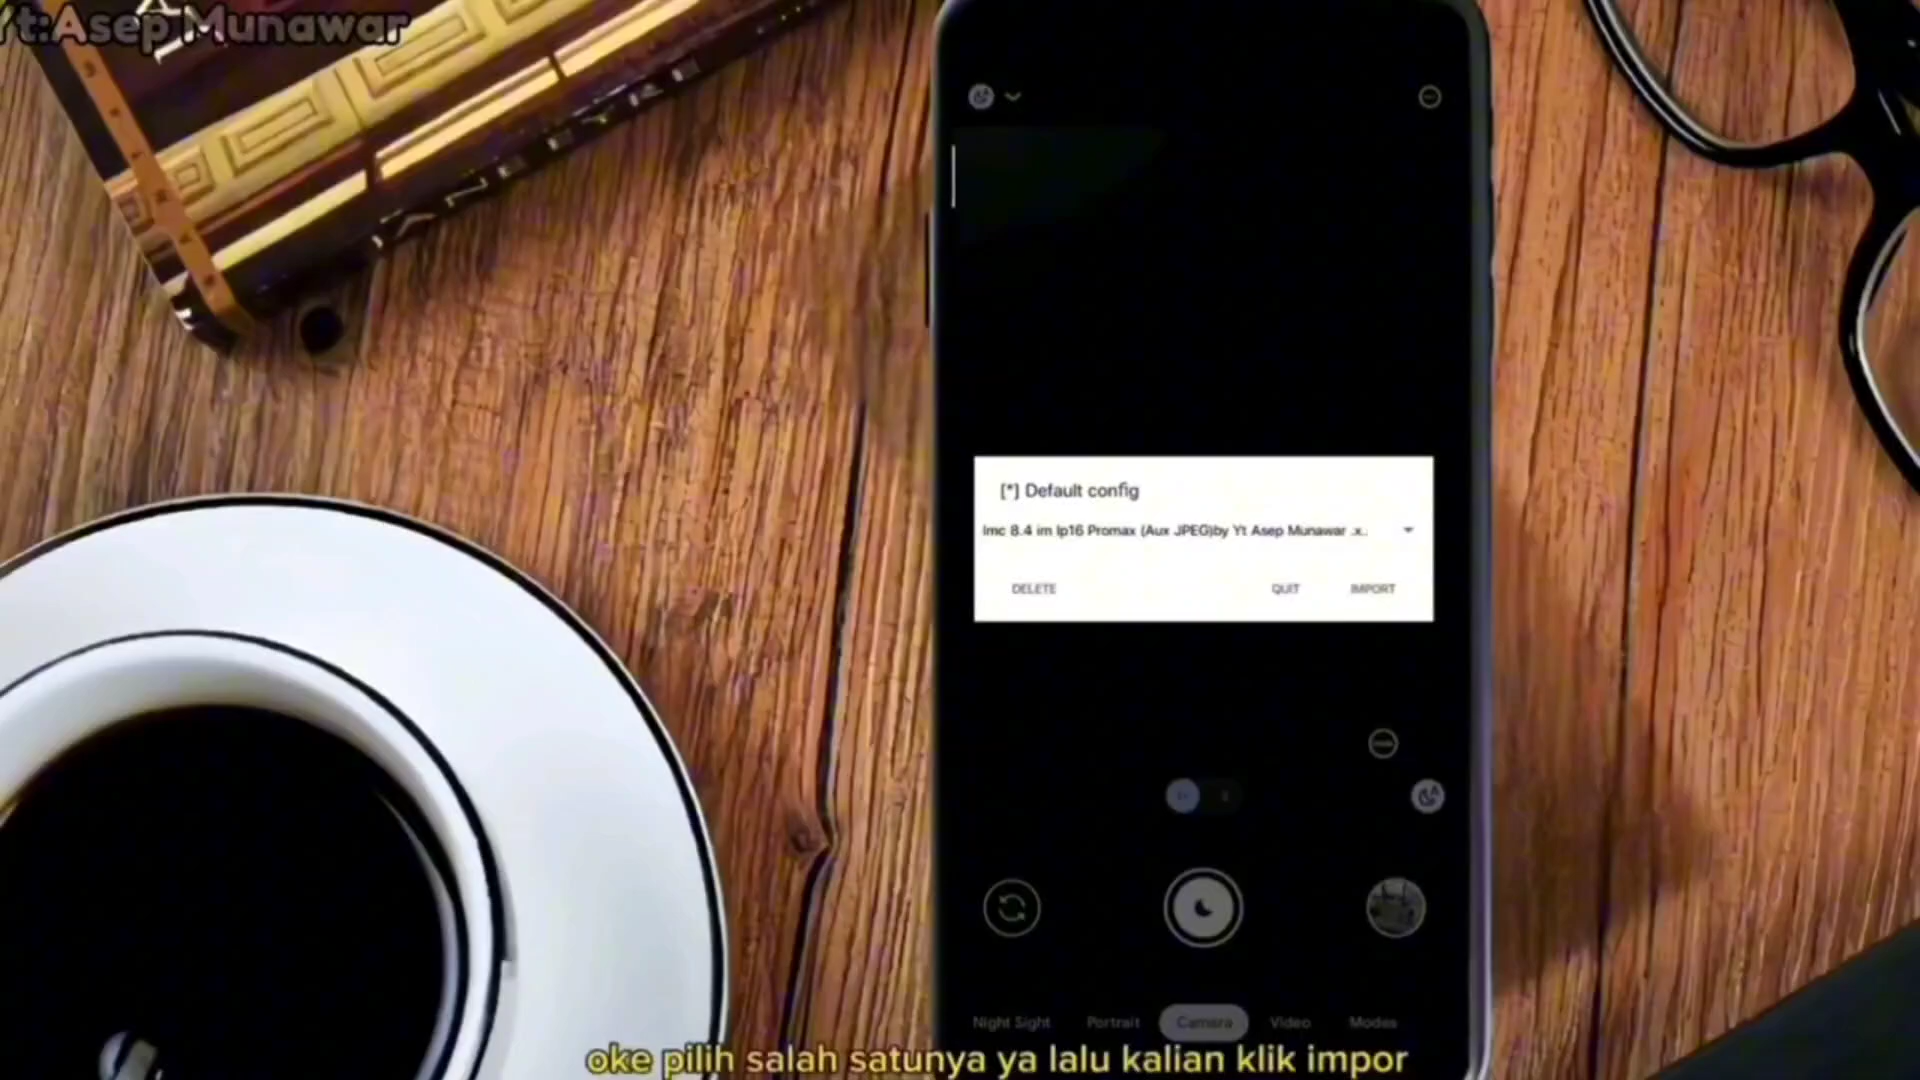 Yt:Asep Munawar
[*] Default config
lmc 8.4 im Ip16 Promax (Aux JPEG)by Yt Asep Munawar .x..
DELETE
QUIT
IMPORT
Night Sight
Portrait
Camera
Video
Modes
oke pilih salah satunya ya lalu kalian klik impor